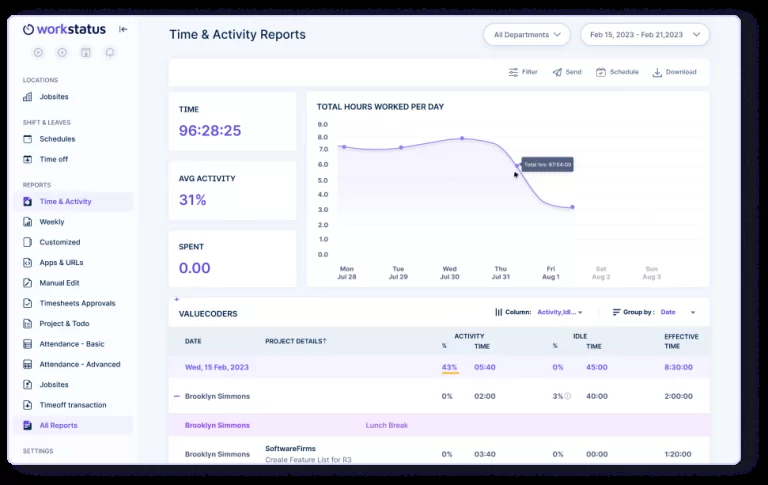 workstatus
LOCATIONS
Jobsites
SHIFT & LEAVES
Schedules
Time off
REPORTS
Time & Activity
Weekly
Customized
Apps & URLs
Manual Edit
Timesheets Approvals
Project & Todo
Attendance - Basic
Attendance - Advanced
Jobsites
Timeoff transaction
All Reports
SETTINGS
Time & Activity Reports
All Departments
Feb 15, 2023 - Feb 21,2023
Filter Send Schedule Download
TIME
96:28:25
AVG ACTIVITY
31%
SPENT
0.00
TOTAL HOURS WORKED PER DAY
9.0
8.0
7.0
6.0
5.0
4.0
3.0
2.0
1.0
0.0
Total hrs: 67:54:00
Mon Tue Wed Thu Fri Sat Sun
Jul 28 Jul 29 Jul 30 Jul 31 Aug 1 Aug 2 Aug 3
VALUECODERS
Column: Activity,Idl...
Group by : Date
ACTIVITY IDLE EFFECTIVE
DATE PROJECT DETAILS↑ % TIME % TIME TIME
Wed, 15 Feb, 2023 43% 05:40 0% 45:00 8:30:00
Brooklyn Simmons 0% 02:00 3% 40:00 2:00:00
Brooklyn Simmons Lunch Break
SoftwareFirms
Brooklyn Simmons 0% 03:40 0% 00:00 1:20:00
Create Feature List for R3